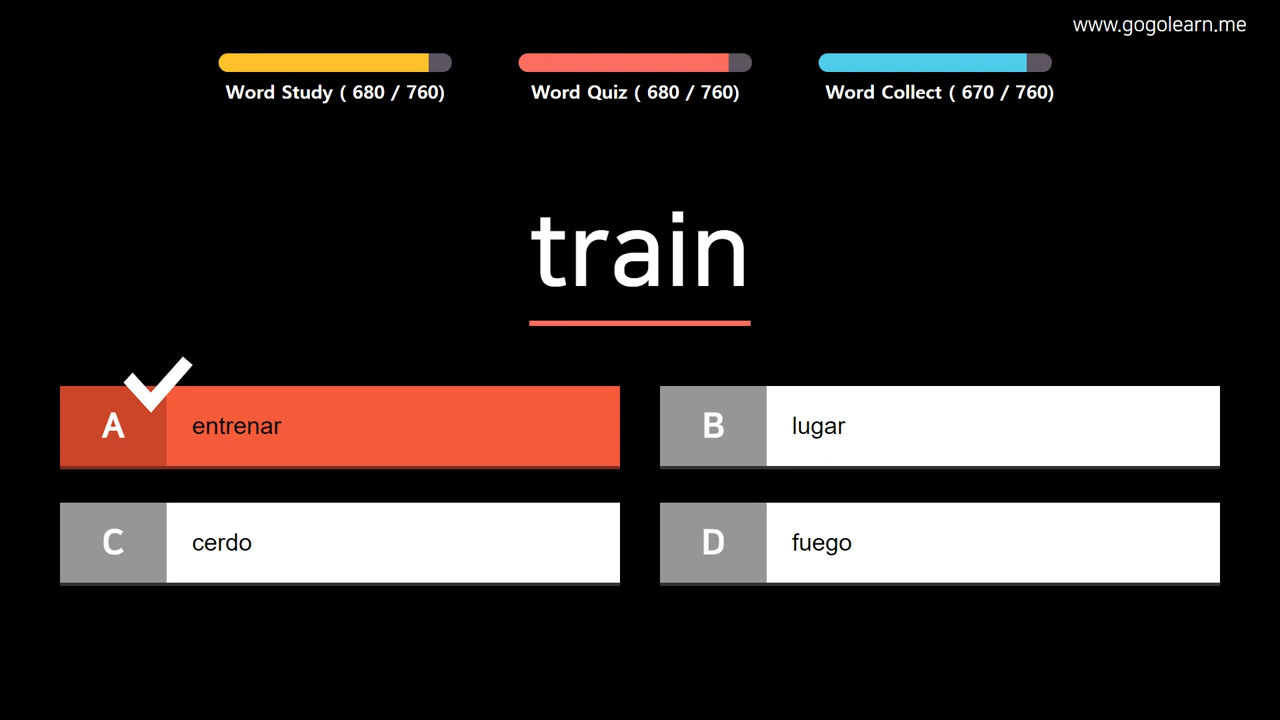 www.gogolearn.me
Word Study ( 680 / 760)
Word Quiz ( 680 / 760)
Word Collect ( 670 / 760)
train
A entrenar
B lugar
C cerdo
D fuego